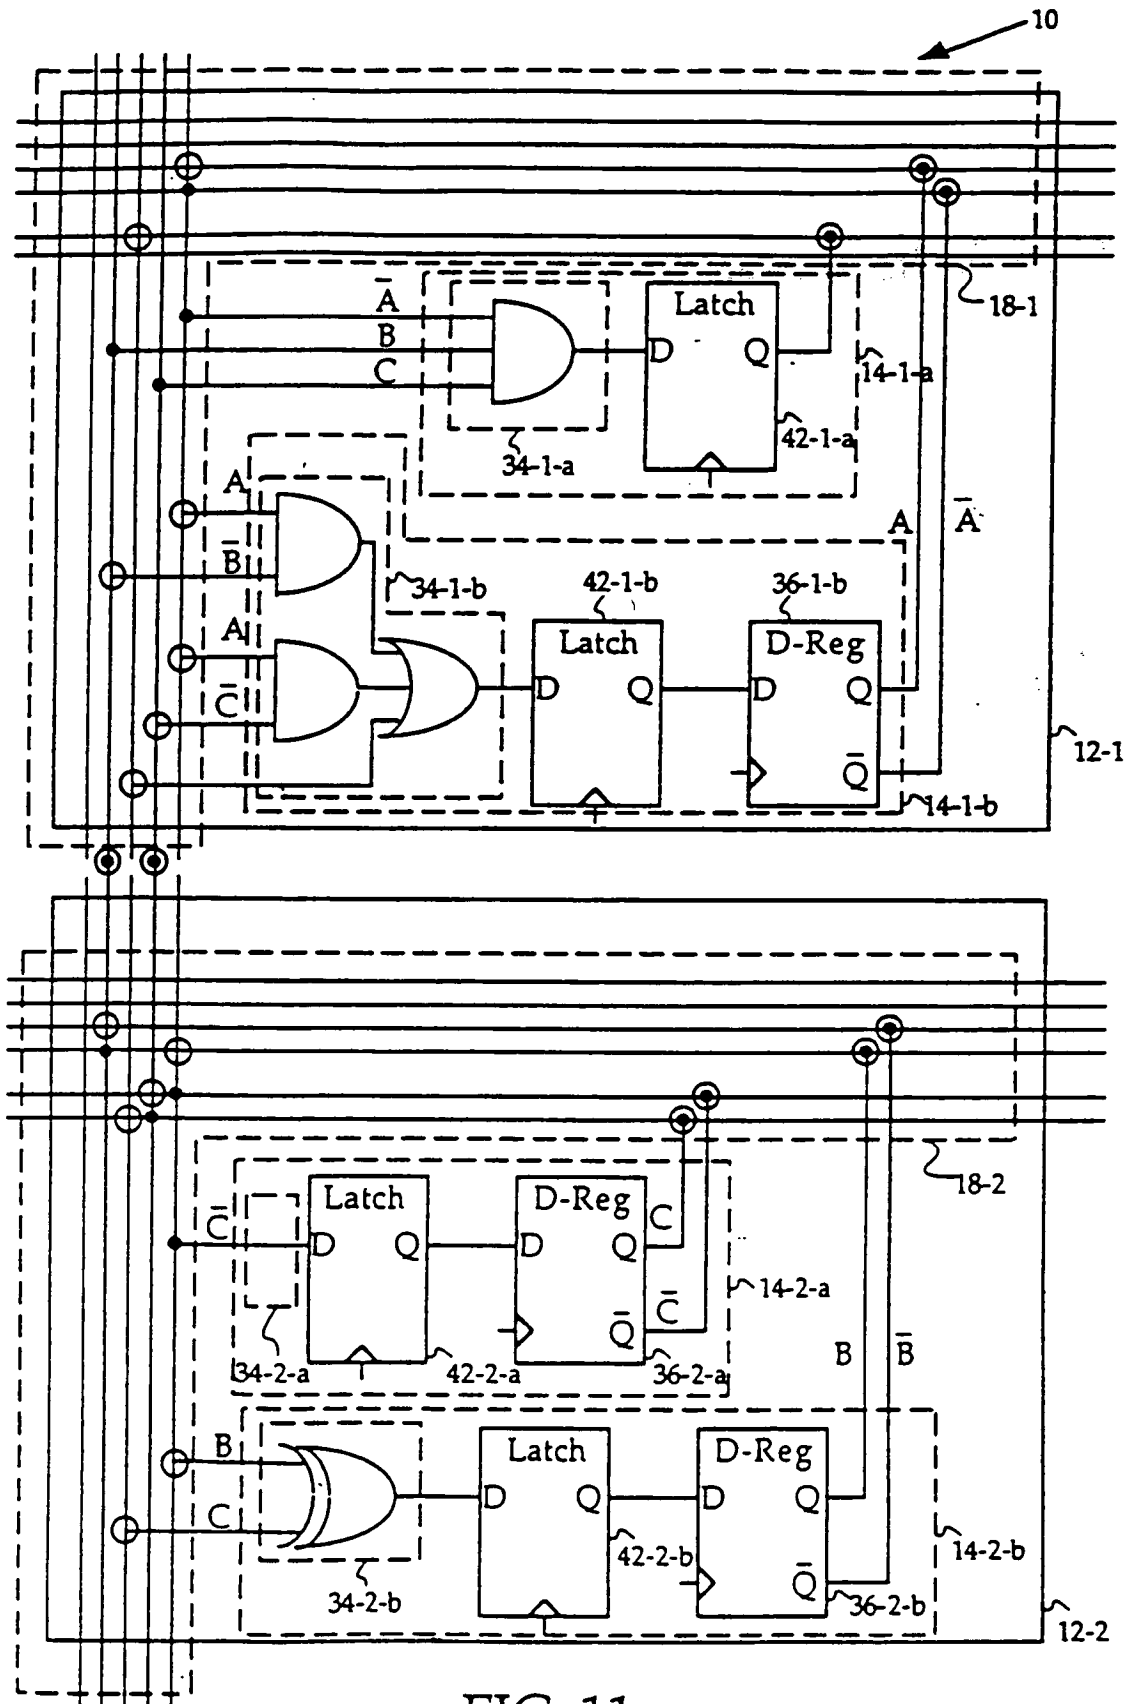 10
18-1
Ā
B
C
Latch
D
Q
14-1-a
42-1-a
34-1-a
A
B̄
A
C̄
34-1-b
42-1-b
Latch
D
Q
36-1-b
D-Reg
D
Q
Q̄
A
Ā
12-1
14-1-b
18-2
C̄
Latch
D
Q
D-Reg
D
Q
Q̄
C
C̄
14-2-a
34-2-a
42-2-a
36-2-a
B
B̄
B
C
Latch
D
Q
D-Reg
D
Q
Q̄
34-2-b
42-2-b
36-2-b
14-2-b
12-2
FIG. 11